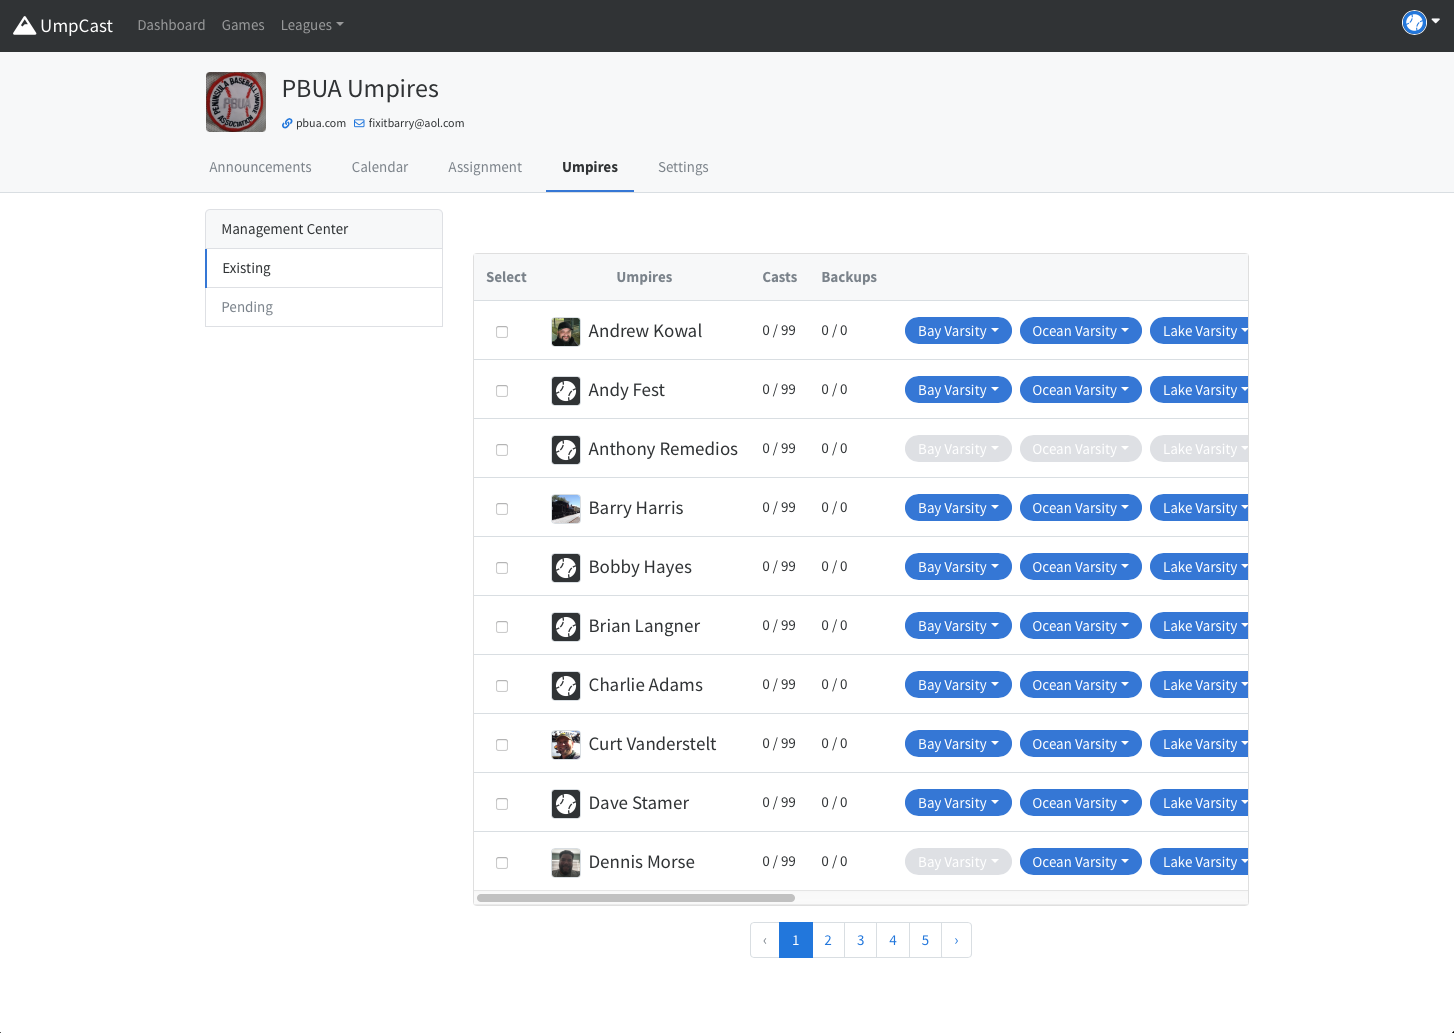 UmpCast Dashboard Games Leagues
PENINSULA BASEBALL UMPIRE
PBUA
ASSOCIATION
PBUA Umpires
pbua.com fixitbarry@aol.com
Announcements Calendar Assignment Umpires Settings
Management Center
Existing
Pending
Select Umpires Casts Backups
Andrew Kowal 0 / 99 0 / 0 Bay Varsity Ocean Varsity Lake Varsity
Andy Fest 0 / 99 0 / 0 Bay Varsity Ocean Varsity Lake Varsity
Anthony Remedios 0 / 99 0 / 0 Bay Varsity Ocean Varsity Lake Varsity
Barry Harris 0 / 99 0 / 0 Bay Varsity Ocean Varsity Lake Varsity
Bobby Hayes 0 / 99 0 / 0 Bay Varsity Ocean Varsity Lake Varsity
Brian Langner 0 / 99 0 / 0 Bay Varsity Ocean Varsity Lake Varsity
Charlie Adams 0 / 99 0 / 0 Bay Varsity Ocean Varsity Lake Varsity
Curt Vanderstelt 0 / 99 0 / 0 Bay Varsity Ocean Varsity Lake Varsity
Dave Stamer 0 / 99 0 / 0 Bay Varsity Ocean Varsity Lake Varsity
Dennis Morse 0 / 99 0 / 0 Bay Varsity Ocean Varsity Lake Varsity
‹ 1 2 3 4 5 ›